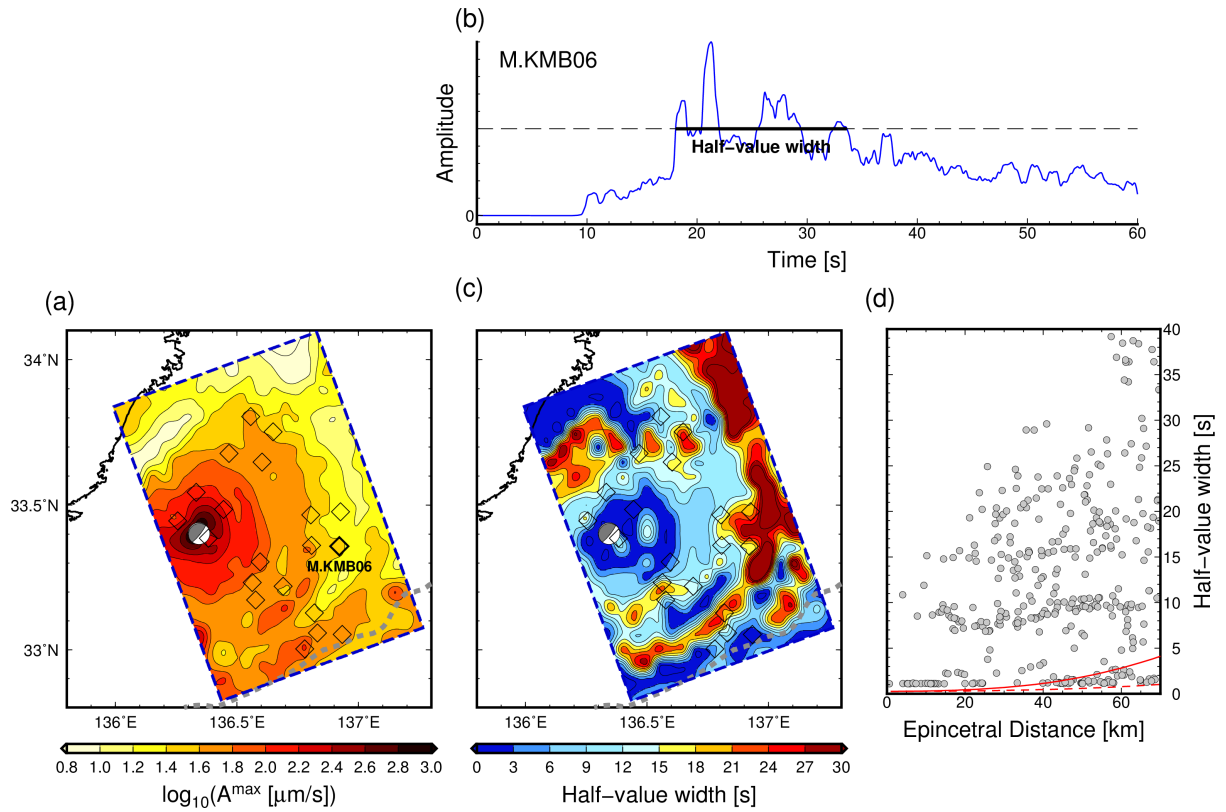 (b)
M.KMB06
Amplitude
Half−value width
0
0 10 20 30 40 50 60
Time [s]
(a)
34°N
33.5°N
33°N
M.KMB06
136°E 136.5°E 137°E
0.8 1.0 1.2 1.4 1.6 1.8 2.0 2.2 2.4 2.6 2.8 3.0
log₁₀(Aᵐᵃˣ [μm/s])
(c)
136°E 136.5°E 137°E
0 3 6 9 12 15 18 21 24 27 30
Half−value width [s]
(d)
40
35
30
25
20
15
10
5
0
Half−value width [s]
0 20 40 60
Epincetral Distance [km]